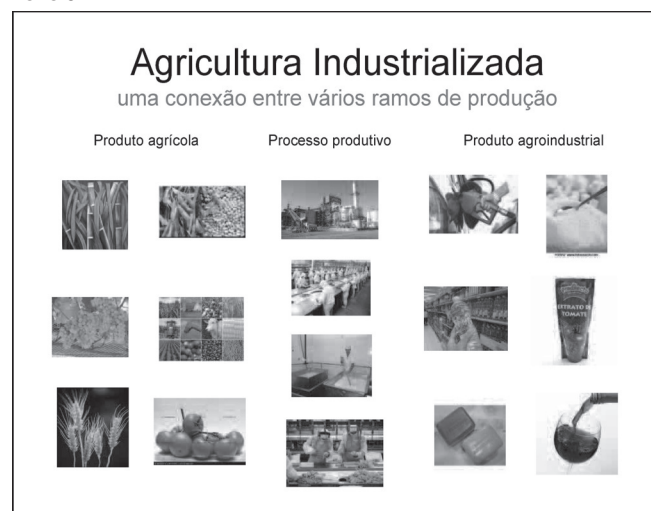 Agricultura Industrializada
uma conexão entre vários ramos de produção
Produto agrícola
Processo produtivo
Produto agroindustrial
EXTRATO DE
TOMATE